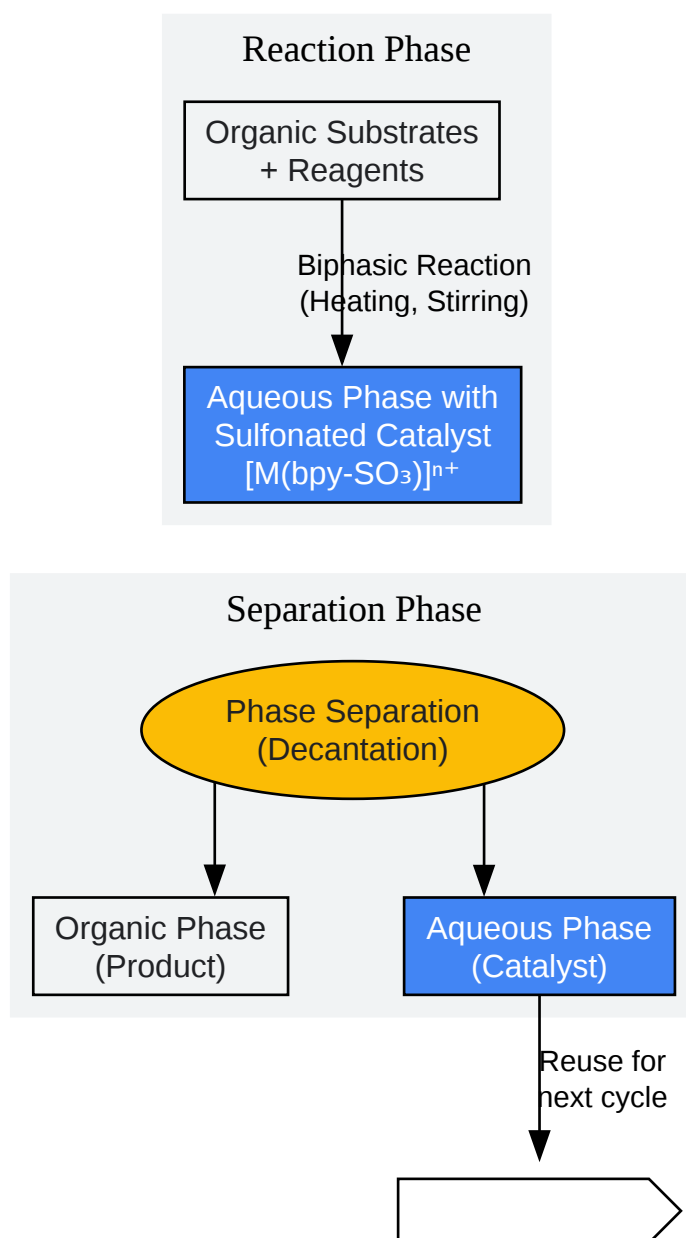 Reaction Phase
Organic Substrates
+ Reagents
Biphasic Reaction
(Heating, Stirring)
Aqueous Phase with
Sulfonated Catalyst
[M(bpy-SO₃)]ⁿ⁺
Separation Phase
Phase Separation
(Decantation)
Organic Phase
(Product)
Aqueous Phase
(Catalyst)
Reuse for
next cycle